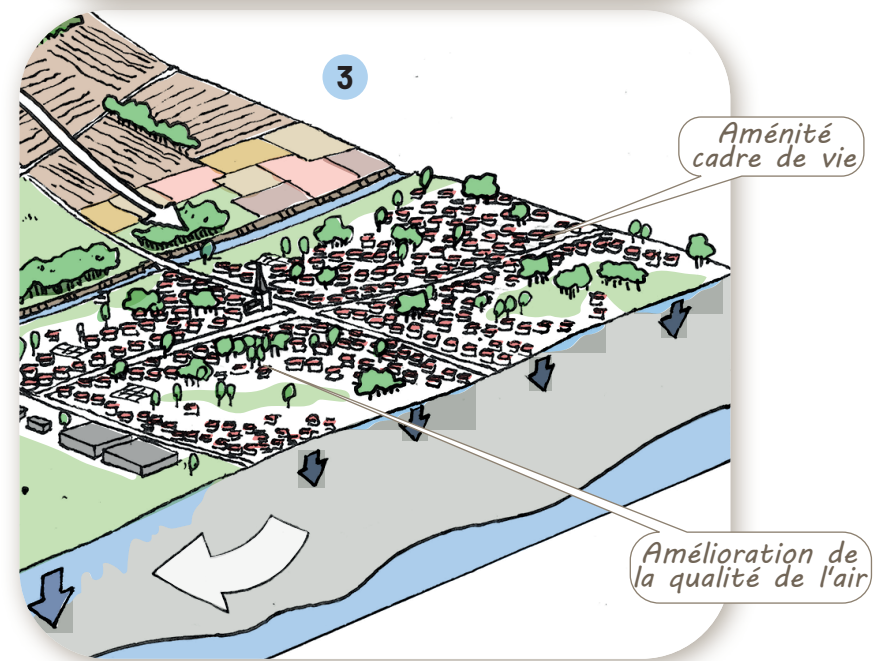 3
Aménité
cadre de vie
Amélioration de
la qualité de l'air